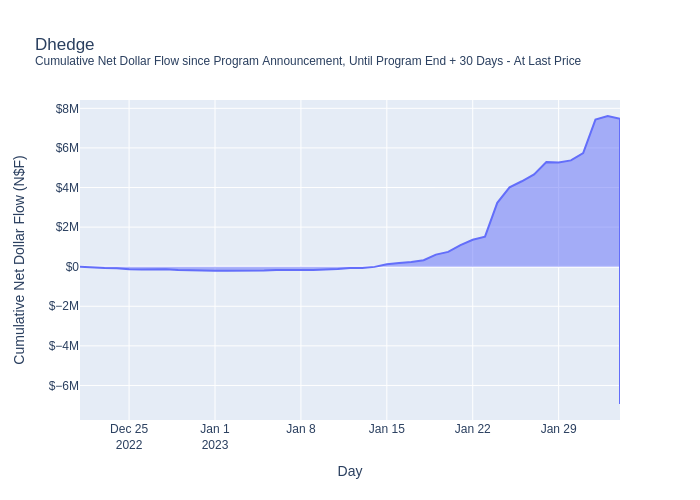 Dhedge
Cumulative Net Dollar Flow since Program Announcement, Until Program End + 30 Days - At Last Price
Cumulative Net Dollar Flow (N$F)
$8M
$6M
$4M
$2M
$0
$−2M
$−4M
$−6M
Dec 25
2022
Jan 1
2023
Jan 8
Jan 15
Jan 22
Jan 29
Day